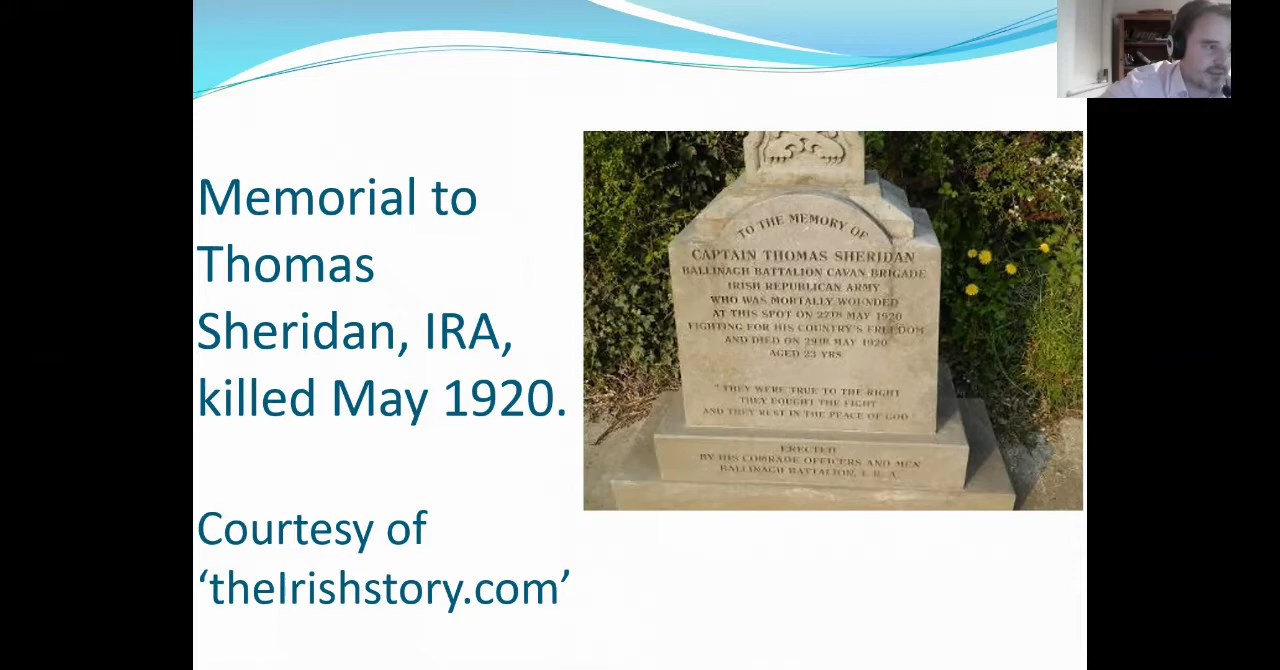 Memorial to
Thomas
Sheridan, IRA,
killed May 1920.
Courtesy of
‘theIrishstory.com’
TO THE MEMORY OF
CAPTAIN THOMAS SHERIDAN
BALLINAGH BATTALION CAVAN BRIGADE
IRISH REPUBLICAN ARMY
WHO WAS MORTALLY WOUNDED
AT THIS SPOT ON 27TH MAY 1920
FIGHTING FOR HIS COUNTRY'S FREEDOM
AND DIED ON 29TH MAY 1920
AGED 23 YRS
"THEY WERE TRUE TO THE RIGHT
THEY FOUGHT THE FIGHT
AND THEY REST IN THE PEACE OF GOD"
ERECTED
BY HIS COMRADE OFFICERS AND MEN
BALLINAGH BATTALION, I. R. A.